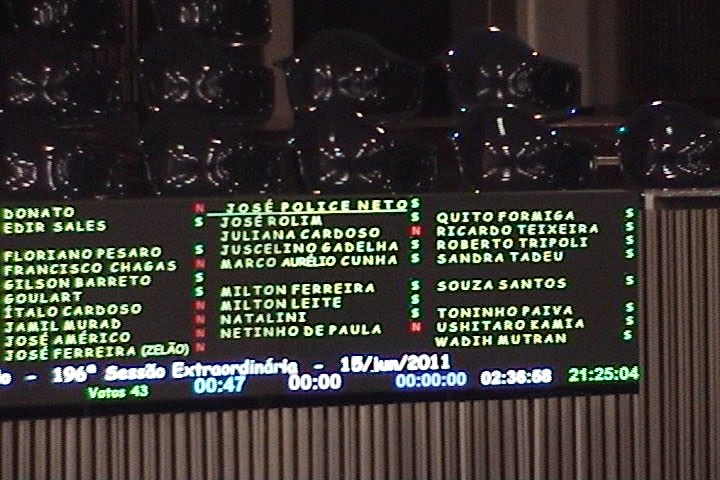 DONATO N
EDIR SALES S
FLORIANO PESARO S
FRANCISCO CHAGAS N
GILSON BARRETO S
GOULART S
ÍTALO CARDOSO N
JAMIL MURAD N
JOSÉ AMÉRICO N
JOSÉ FERREIRA (ZELÃO) N
JOSÉ POLICE NETO S
JOSÉ ROLIM S
JULIANA CARDOSO N
JUSCELINO GADELHA S
MARCO AURÉLIO CUNHA S
MILTON FERREIRA S
MILTON LEITE S
NATALINI S
NETINHO DE PAULA N
QUITO FORMIGA S
RICARDO TEIXEIRA S
ROBERTO TRIPOLI S
SANDRA TADEU S
SOUZA SANTOS S
TONINHO PAIVA S
USHITARO KAMIA S
WADIH MUTRAN S
- 196ª Sessão Extraordinária - 15/jun/2011
Votos 43 00:47 00:00 00:00:00 02:36:58 21:25:04